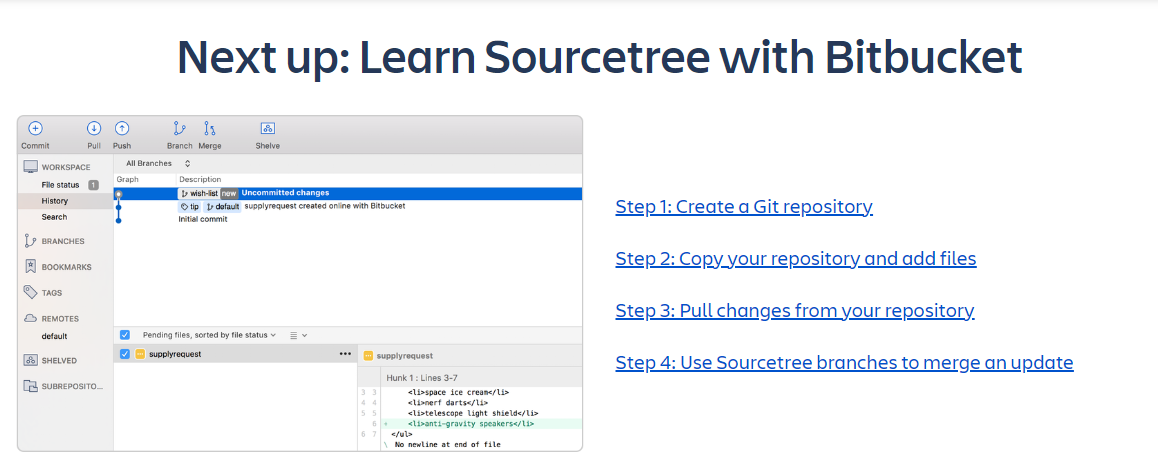 Next up: Learn Sourcetree with Bitbucket
Commit Pull Push Branch Merge Shelve
WORKSPACE
File status 1
History
Search
BRANCHES
BOOKMARKS
TAGS
REMOTES
default
SHELVED
SUBREPOSITO...
All Branches
Graph Description
wish-list new Uncommitted changes
tip default supplyrequest created online with Bitbucket
Initial commit
Pending files, sorted by file status
supplyrequest
supplyrequest
Hunk 1 : Lines 3-7
3 3 <li>space ice cream</li>
4 4 <li>nerf darts</li>
5 5 <li>telescope light shield</li>
6 + <li>anti-gravity speakers</li>
6 7 </ul>
\ No newline at end of file
Step 1: Create a Git repository
Step 2: Copy your repository and add files
Step 3: Pull changes from your repository
Step 4: Use Sourcetree branches to merge an update